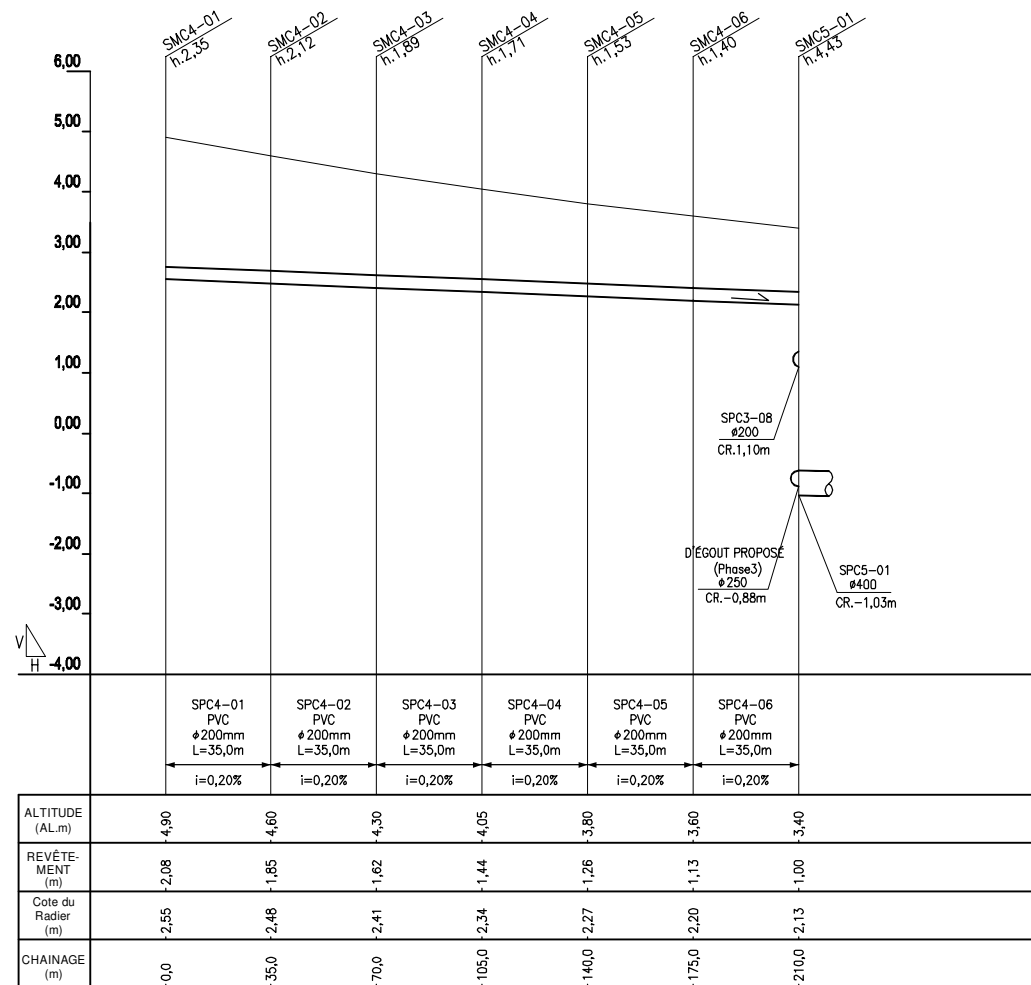 SMC4-01
h.2,35
SMC4-02
h.2,12
SMC4-03
h.1,89
SMC4-04
h.1,71
SMC4-05
h.1,53
SMC4-06
h.1,40
SMC5-01
h.4,43
6,00
5,00
4,00
3,00
2,00
1,00
0,00
-1,00
-2,00
-3,00
-4,00
V
H
SPC3-08
ø200
CR.1,10m
D'ÉGOUT PROPOSÉ
(Phase3)
ø250
CR.-0,88m
SPC5-01
ø400
CR.-1,03m
SPC4-01
PVC
ø200mm
L=35,0m
i=0,20%
SPC4-02
PVC
ø200mm
L=35,0m
i=0,20%
SPC4-03
PVC
ø200mm
L=35,0m
i=0,20%
SPC4-04
PVC
ø200mm
L=35,0m
i=0,20%
SPC4-05
PVC
ø200mm
L=35,0m
i=0,20%
SPC4-06
PVC
ø200mm
L=35,0m
i=0,20%
ALTITUDE
(AL.m)
4,90
4,60
4,30
4,05
3,80
3,60
3,40
REVÊTE-
MENT
(m)
2,08
1,85
1,62
1,44
1,26
1,13
1,00
Cote du
Radier
(m)
2,55
2,48
2,41
2,34
2,27
2,20
2,13
CHAINAGE
(m)
0,0
35,0
70,0
105,0
140,0
175,0
210,0